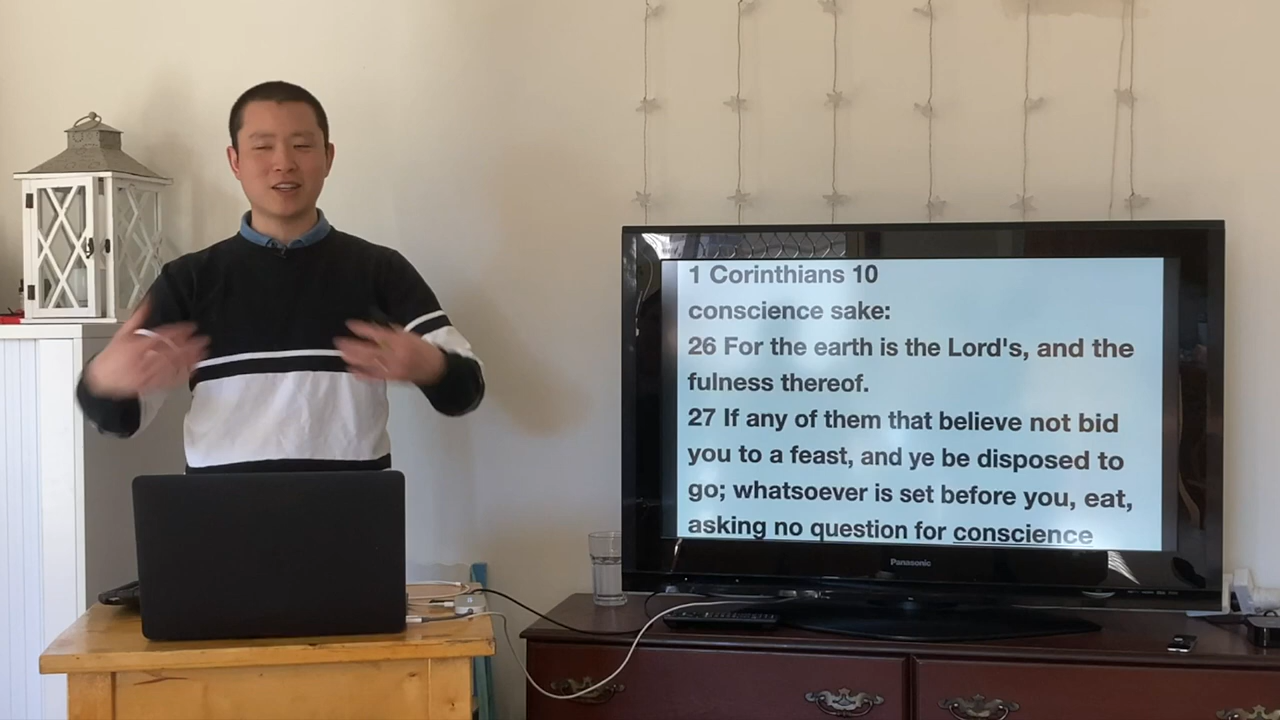 1 Corinthians 10
conscience sake:
26 For the earth is the Lord's, and the
fulness thereof.
27 If any of them that believe not bid
you to a feast, and ye be disposed to
go; whatsoever is set before you, eat,
asking no question for conscience
Panasonic